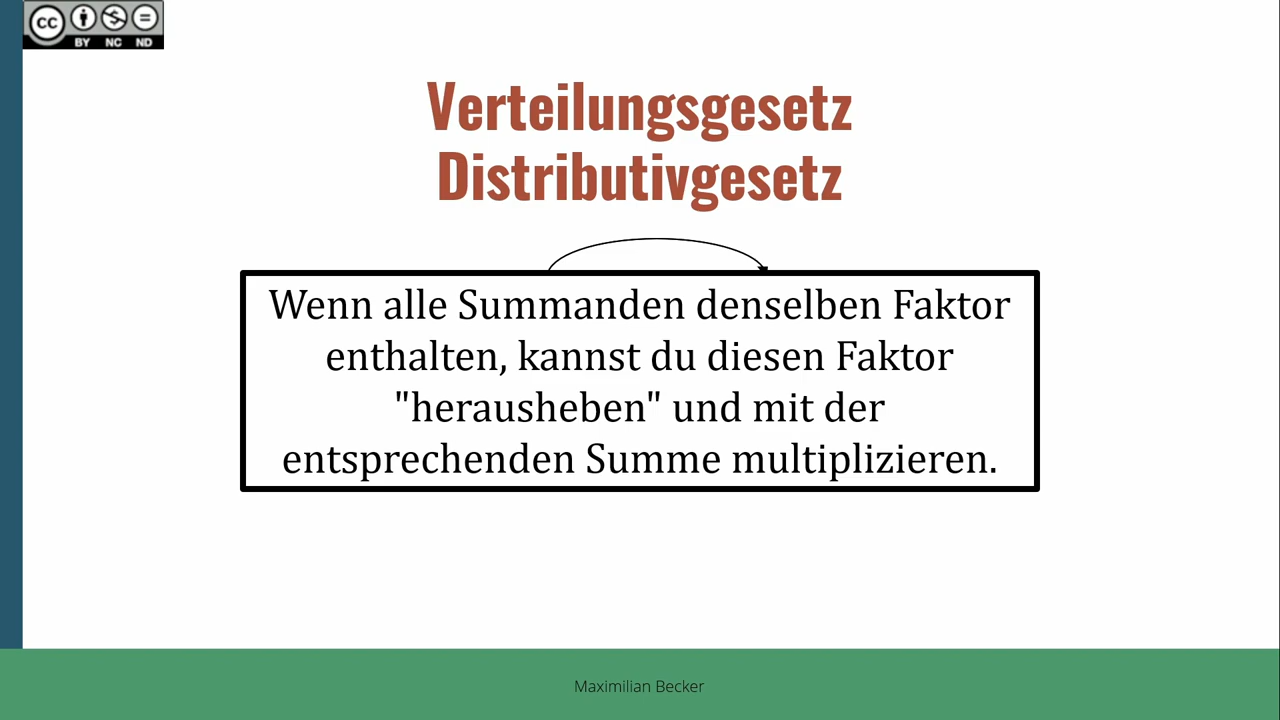 cc
BY NC ND
Verteilungsgesetz
Distributivgesetz
Wenn alle Summanden denselben Faktor
enthalten, kannst du diesen Faktor
"herausheben" und mit der
entsprechenden Summe multiplizieren.
Maximilian Becker